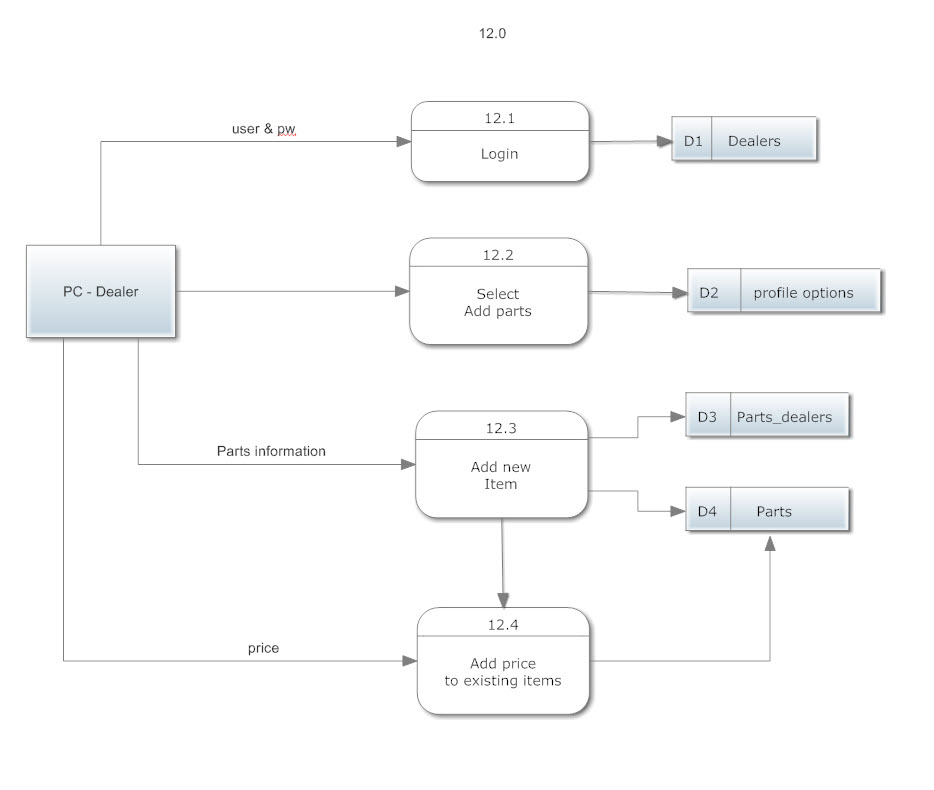 12.0
user & pw
12.1
Login
D1 Dealers
PC - Dealer
12.2
Select
Add parts
D2 profile options
Parts information
12.3
Add new
Item
D3 Parts_dealers
D4 Parts
price
12.4
Add price
to existing items